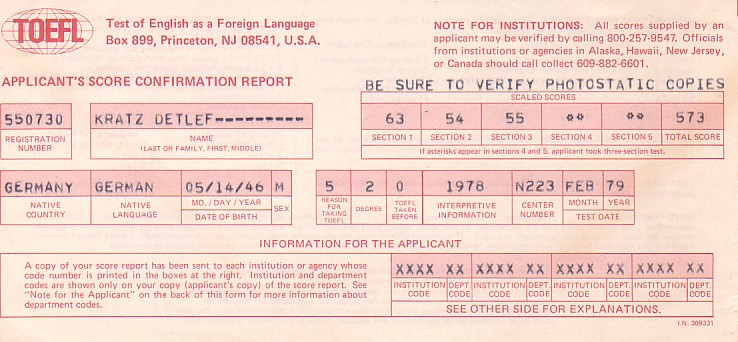 TOEFL
Test of English as a Foreign Language
Box 899, Princeton, NJ 08541, U.S.A.
NOTE FOR INSTITUTIONS: All scores supplied by an
applicant may be verified by calling 800-257-9547. Officials
from institutions or agencies in Alaska, Hawaii, New Jersey,
or Canada should call collect 609-882-6601.
APPLICANT'S SCORE CONFIRMATION REPORT
BE SURE TO VERIFY PHOTOSTATIC COPIES
SCALED SCORES
550730 KRATZ DETLEF--------- 63 54 55 ** ** 573
REGISTRATION NUMBER
NAME
(LAST OR FAMILY, FIRST, MIDDLE)
SECTION 1 SECTION 2 SECTION 3 SECTION 4 SECTION 5 TOTAL SCORE
If asterisks appear in sections 4 and 5, applicant took three-section test.
GERMANY GERMAN 05/14/46 M 5 2 0 1978 N223 FEB 79
NATIVE COUNTRY
NATIVE LANGUAGE
MO. / DAY / YEAR
DATE OF BIRTH
SEX
REASON FOR TAKING TOEFL
DEGREE
TOEFL TAKEN BEFORE
INTERPRETIVE INFORMATION
CENTER NUMBER
MONTH YEAR
TEST DATE
INFORMATION FOR THE APPLICANT
A copy of your score report has been sent to each institution or agency whose
code number is printed in the boxes at the right. Institution and department
codes are shown only on your copy (applicant's copy) of the score report. See
"Note for the Applicant" on the back of this form for more information about
department codes.
XXXX XX XXXX XX XXXX XX XXXX XX
INSTITUTION CODE DEPT. CODE INSTITUTION CODE DEPT. CODE INSTITUTION CODE DEPT. CODE INSTITUTION CODE DEPT. CODE
SEE OTHER SIDE FOR EXPLANATIONS.
I.N. 309331